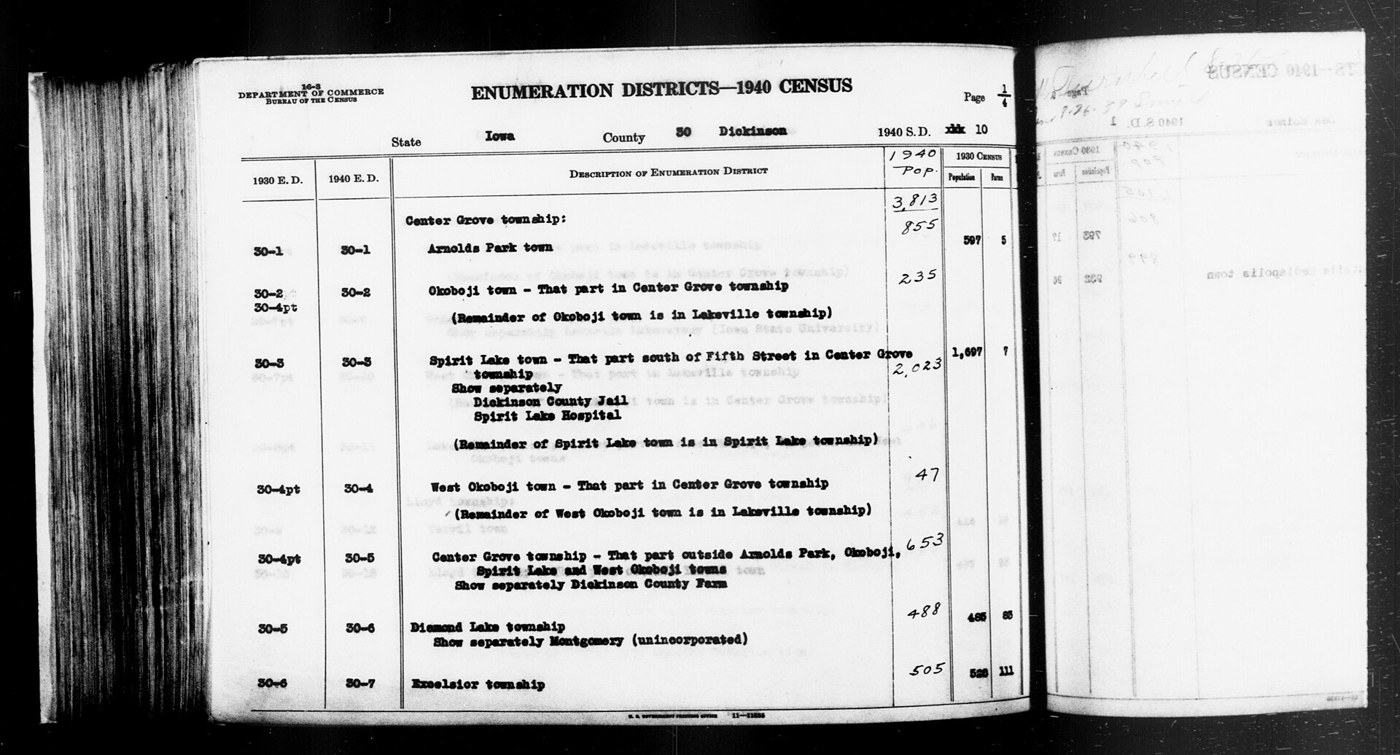 16-3
DEPARTMENT OF COMMERCE
BUREAU OF THE CENSUS
ENUMERATION DISTRICTS—1940 CENSUS
Page 1/4
State Iowa County 30 Dickinson 1940 S.D. 10
1930 E. D. 1940 E. D. DESCRIPTION OF ENUMERATION DISTRICT 1940 Pop. 1930 CENSUS
Population Farms
3,813
Center Grove township:
855
30-1 30-1 Arnolds Park town 597 5
235
30-2 30-2 Okoboji town - That part in Center Grove township
30-4pt
(Remainder of Okoboji town is in Lakeville township)
30-3 30-3 Spirit Lake town - That part south of Fifth Street in Center Grove 1,697 7
township 2,023
Show separately
Dickinson County Jail
Spirit Lake Hospital
(Remainder of Spirit Lake town is in Spirit Lake township)
47
30-4pt 30-4 West Okoboji town - That part in Center Grove township
(Remainder of West Okoboji town is in Lakeville township)
653
30-4pt 30-5 Center Grove township - That part outside Arnolds Park, Okoboji,
Spirit Lake and West Okoboji towns
Show separately Dickinson County Farm
488
30-5 30-6 Diamond Lake township 485 85
Show separately Montgomery (unincorporated)
505
30-6 30-7 Excelsior township 528 111
U. S. GOVERNMENT PRINTING OFFICE 11—11225